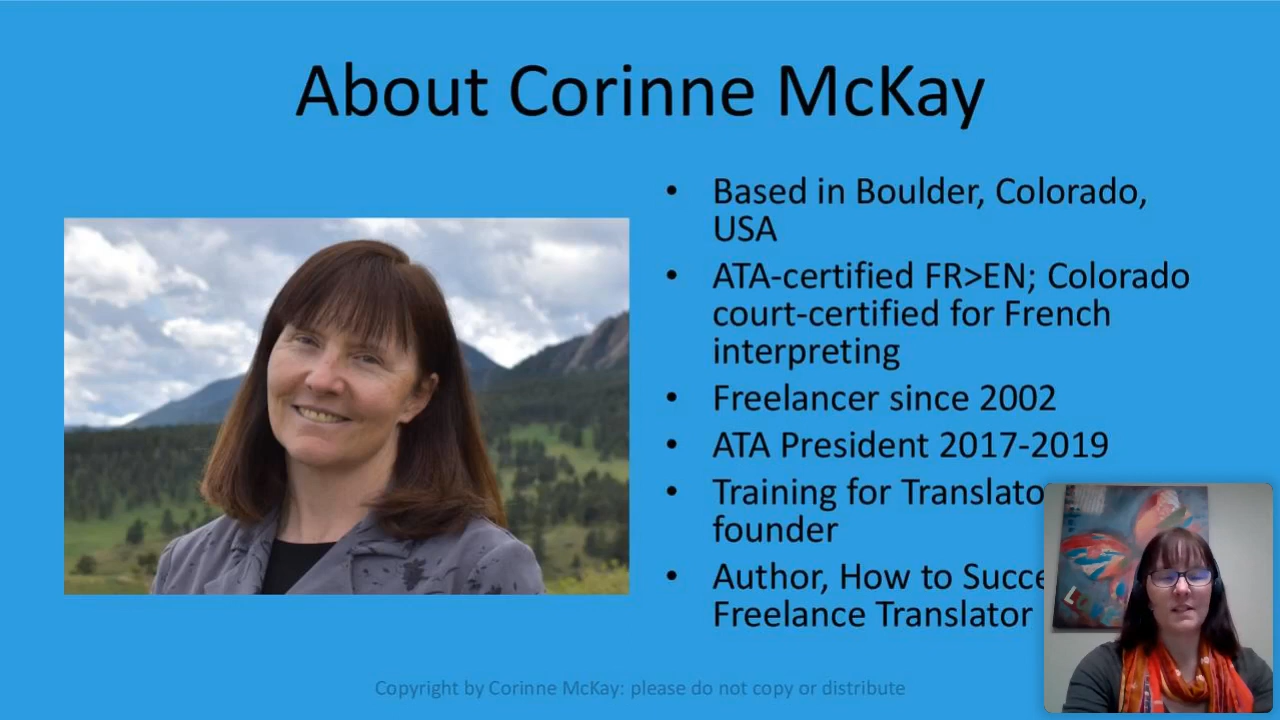 About Corinne McKay
• Based in Boulder, Colorado,
USA
• ATA-certified FR>EN; Colorado
court-certified for French
interpreting
• Freelancer since 2002
• ATA President 2017-2019
• Training for
founder
• Author, How to
Freelance Translator
Copyright by Corinne McKay: please do not copy or distribute